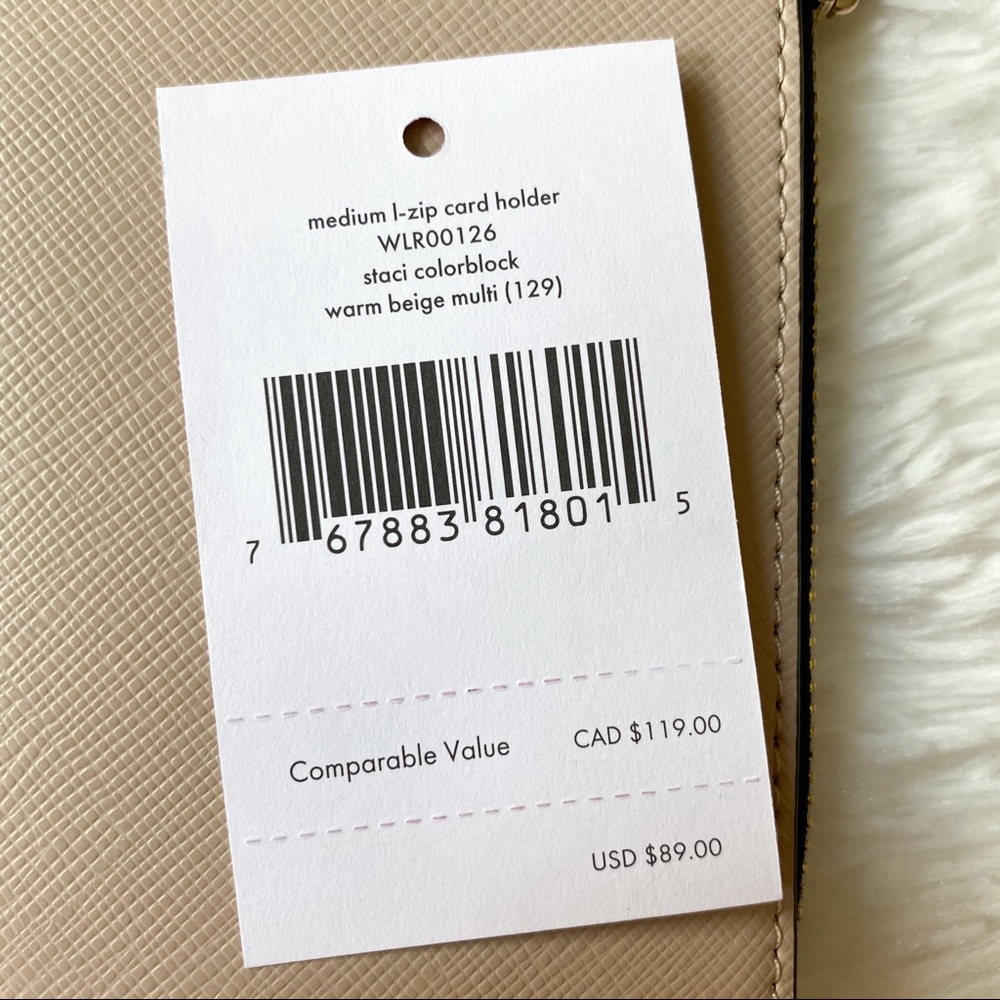 medium l-zip card holder
WLR00126
staci colorblock
warm beige multi (129)
7 67883 81801 5
Comparable Value CAD $119.00
USD $89.00